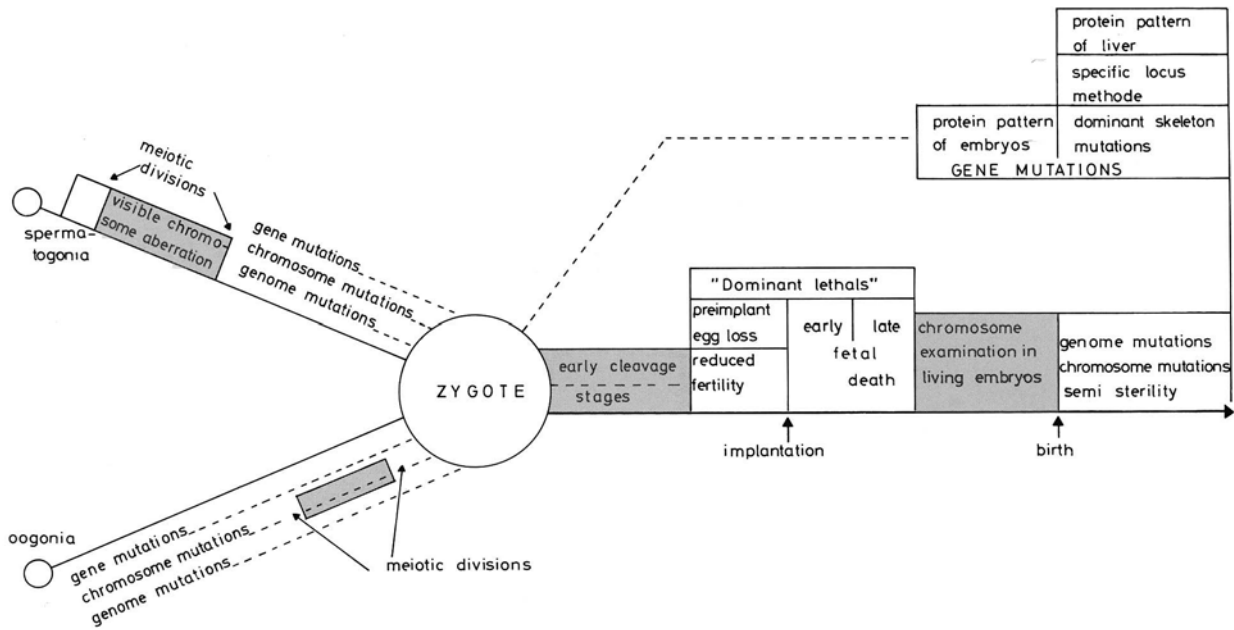 protein pattern
of liver
specific locus
methode
protein pattern
of embryos
dominant skeleton
mutations
GENE MUTATIONS
meiotic
divisions
visible chromo-
some aberration
sperma-
togonia
gene mutations
chromosome mutations
genome mutations
"Dominant lethals"
preimplant
egg loss
reduced
fertility
early late
fetal
death
chromosome
examination in
living embryos
genome mutations
chromosome mutations
semi sterility
ZYGOTE
early cleavage
stages
implantation
birth
oogonia
gene mutations
chromosome mutations
genome mutations
meiotic divisions